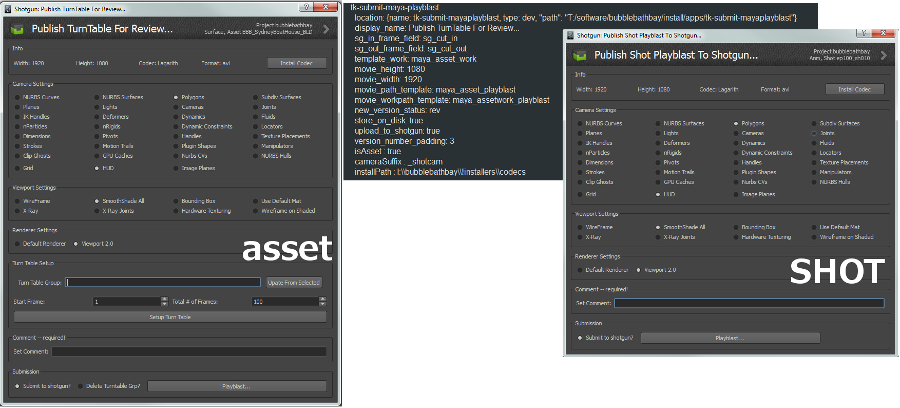 Shotgun: Publish TurnTable For Review...
Publish TurnTable For Review...
Project bubblebathbay
Surface, Asset BBB_SydneyBoatHouse_BLD
Info
Width: 1920 Height: 1080 Codec: Lagarith Format: avi Install Codec
Camera Settings
NURBS Curves NURBS Surfaces Polygons Subdiv Surfaces
Planes Lights Cameras Joints
IK Handles Deformers Dynamics Fluids
nParticles nRigids Dynamic Constraints Locators
Dimensions Pivots Handles Texture Placements
Strokes Motion Trails Plugin Shapes Manipulators
Clip Ghosts GPU Caches Nurbs CVs NURBS Hulls
Grid HUD Image Planes
Viewport Settings
WireFrame SmoothShade All Bounding Box Use Default Mat
X-Ray X-Ray Joints Hardware Texturing Wireframe on Shaded
Renderer Settings
Default Renderer Viewport 2.0
asset
Turn Table Setup
Turn Table Group: Upate From Selected
Start Frame: 1 Total # of Frames: 100
Setup Turn Table
Comment -- required!
Set Comment:
Submission
Submit to shotgun? Delete Turntable Grp? Playblast...
tk-submit-maya-playblast
location: {name: tk-submit-mayaplayblast, type: dev, "path": "T:/software/bubblebathbay/install/apps/tk-submit-mayaplayblast"}
display_name: Publish TurnTable For Review...
sg_in_frame_field: sg_cut_in
sg_out_frame_field: sg_cut_out
template_work: maya_asset_work
movie_height: 1080
movie_width: 1920
movie_path_template: maya_asset_playblast
movie_workpath_template: maya_assetwork_playblast
new_version_status: rev
store_on_disk: true
upload_to_shotgun: true
version_number_padding: 3
isAsset : true
cameraSuffix : _shotcam
installPath : t:\\bubblebathbay\\Installers\\codecs
Shotgun: Publish Shot Playblast To Shotgun...
Publish Shot Playblast To Shotgun...
Project bubblebathbay
Anm, Shot ep100_sh010
Info
Width: 1920 Height: 1080 Codec: Lagarith Format: avi Install Codec
Camera Settings
NURBS Curves NURBS Surfaces Polygons Subdiv Surfaces
Planes Lights Cameras Joints
IK Handles Deformers Dynamics Fluids
nParticles nRigids Dynamic Constraints Locators
Dimensions Pivots Handles Texture Placements
Strokes Motion Trails Plugin Shapes Manipulators
Clip Ghosts GPU Caches Nurbs CVs NURBS Hulls
Grid HUD Image Planes
Viewport Settings
WireFrame SmoothShade All Bounding Box Use Default Mat
X-Ray X-Ray Joints Hardware Texturing Wireframe on Shaded
Renderer Settings
Default Renderer Viewport 2.0
SHOT
Comment -- required!
Set Comment:
Submission
Submit to shotgun? Playblast...